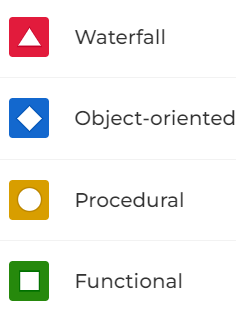 Waterfall
Object-oriented
Procedural
Functional